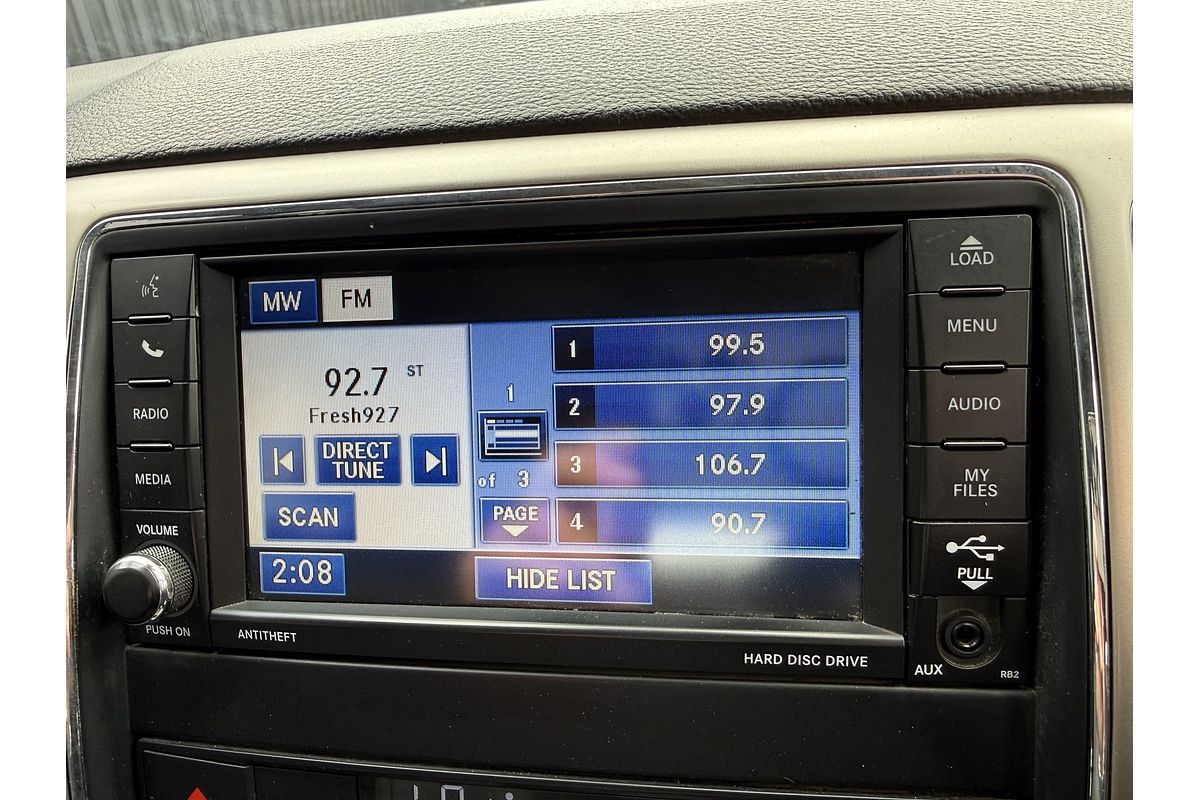 LOAD
MENU
AUDIO
MY
FILES
PULL
AUX
RB2
RADIO
MEDIA
VOLUME
PUSH ON
ANTITHEFT
HARD DISC DRIVE
MW
FM
92.7 ST
Fresh927
DIRECT
TUNE
SCAN
2:08
1
of 3
PAGE
HIDE LIST
1 99.5
2 97.9
3 106.7
4 90.7